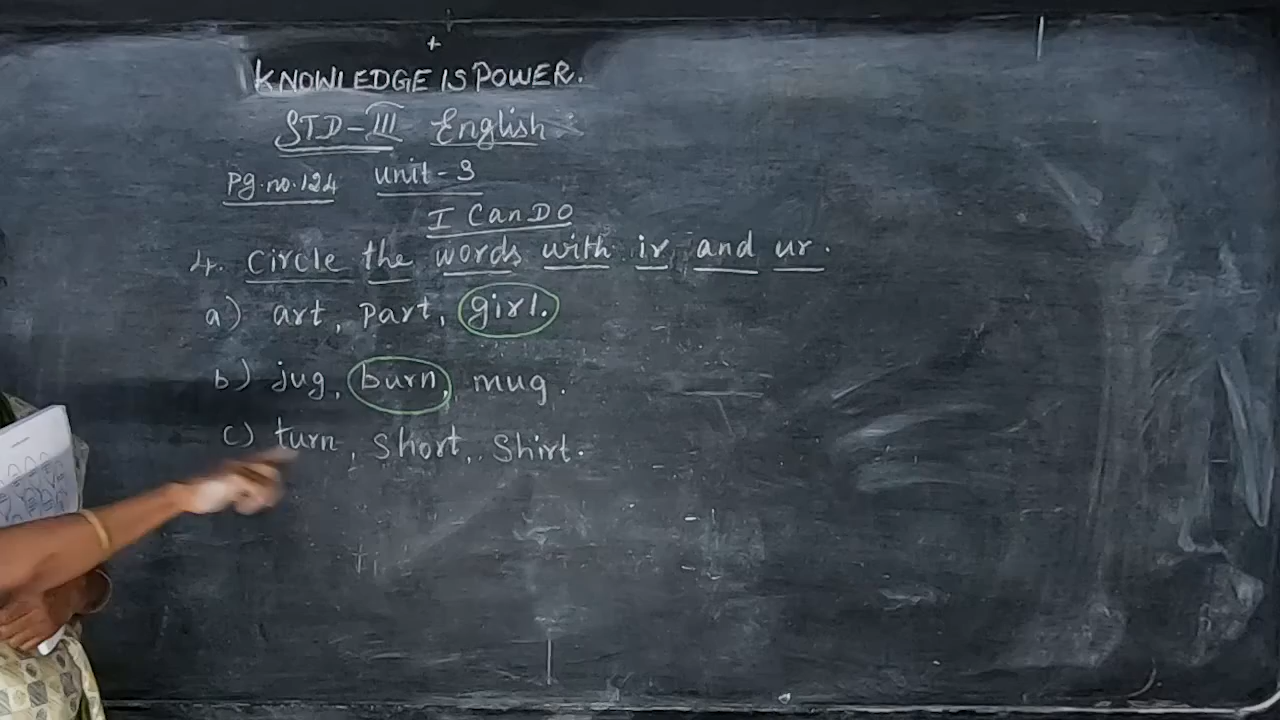 KNOWLEDGE IS POWER.
STD-III English
Pg.no.124 unit-3
I Can DO
4. Circle the words with ir and ur.
a) art, part, girl.
b) jug, burn, mug.
c) turn, short, shirt.